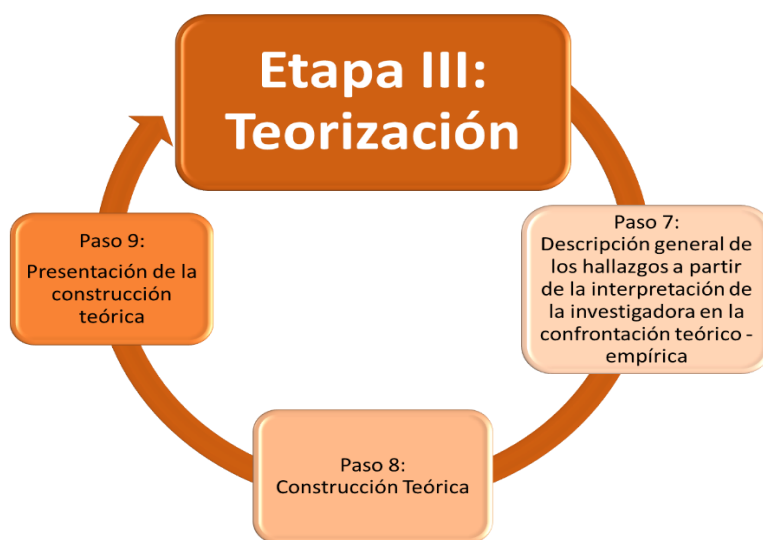 Etapa III:
Teorización
Paso 7:
Descripción general de
los hallazgos a partir
de la interpretación de
la investigadora en la
confrontación teórico -
empírica
Paso 8:
Construcción Teórica
Paso 9:
Presentación de la
construcción
teórica